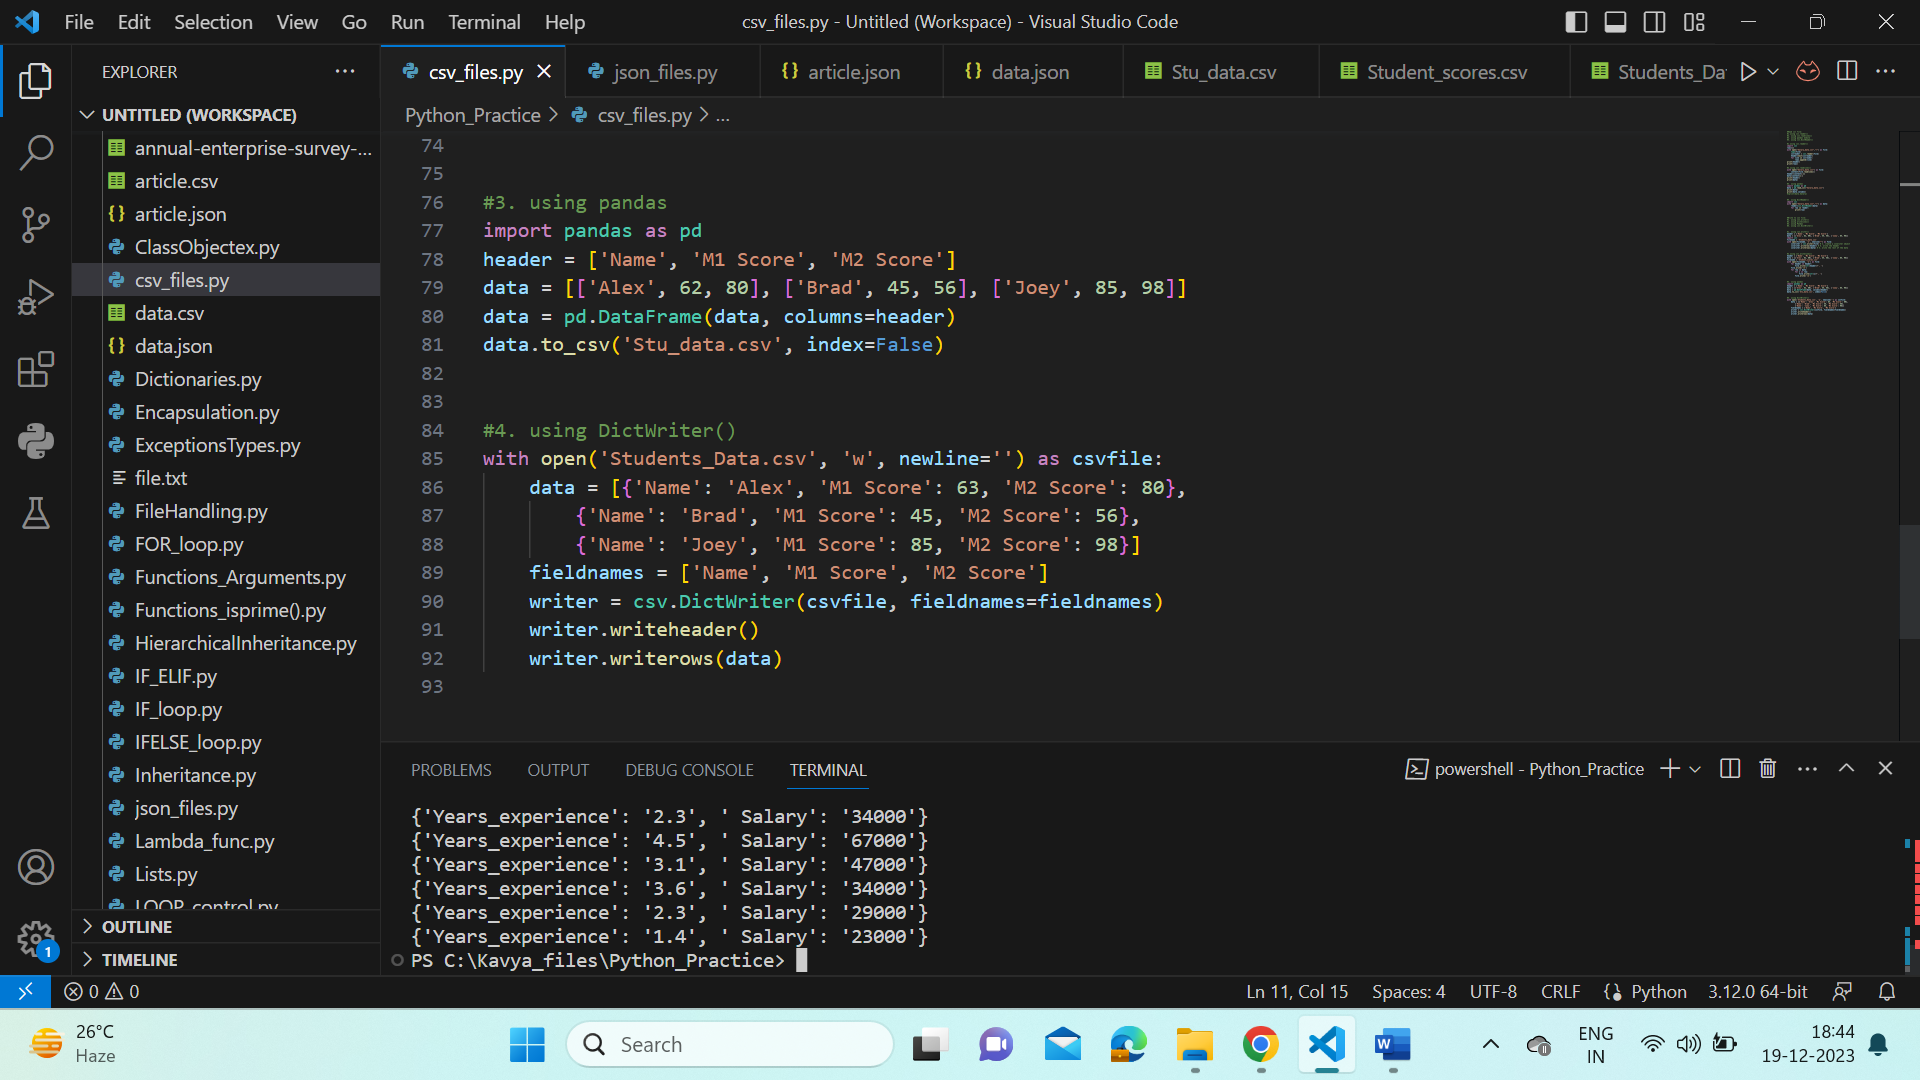 File Edit Selection View Go Run Terminal Help
csv_files.py - Untitled (Workspace) - Visual Studio Code
EXPLORER
UNTITLED (WORKSPACE)
annual-enterprise-survey-...
article.csv
article.json
ClassObjectex.py
csv_files.py
data.csv
data.json
Dictionaries.py
Encapsulation.py
ExceptionsTypes.py
file.txt
FileHandling.py
FOR_loop.py
Functions_Arguments.py
Functions_isprime().py
HierarchicalInheritance.py
IF_ELIF.py
IF_loop.py
IFELSE_loop.py
Inheritance.py
json_files.py
Lambda_func.py
Lists.py
LOOP_control.py
OUTLINE
TIMELINE
csv_files.py json_files.py article.json data.json Stu_data.csv Student_scores.csv Students_Da
Python_Practice > csv_files.py > ...
74
75
76 #3. using pandas
77 import pandas as pd
78 header = ['Name', 'M1 Score', 'M2 Score']
79 data = [['Alex', 62, 80], ['Brad', 45, 56], ['Joey', 85, 98]]
80 data = pd.DataFrame(data, columns=header)
81 data.to_csv('Stu_data.csv', index=False)
82
83
84 #4. using DictWriter()
85 with open('Students_Data.csv', 'w', newline='') as csvfile:
86 data = [{'Name': 'Alex', 'M1 Score': 63, 'M2 Score': 80},
87 {'Name': 'Brad', 'M1 Score': 45, 'M2 Score': 56},
88 {'Name': 'Joey', 'M1 Score': 85, 'M2 Score': 98}]
89 fieldnames = ['Name', 'M1 Score', 'M2 Score']
90 writer = csv.DictWriter(csvfile, fieldnames=fieldnames)
91 writer.writeheader()
92 writer.writerows(data)
93
PROBLEMS OUTPUT DEBUG CONSOLE TERMINAL
powershell - Python_Practice
{'Years_experience': '2.3', ' Salary': '34000'}
{'Years_experience': '4.5', ' Salary': '67000'}
{'Years_experience': '3.1', ' Salary': '47000'}
{'Years_experience': '3.6', ' Salary': '34000'}
{'Years_experience': '2.3', ' Salary': '29000'}
{'Years_experience': '1.4', ' Salary': '23000'}
PS C:\Kavya_files\Python_Practice>
1
0 0
Ln 11, Col 15 Spaces: 4 UTF-8 CRLF Python 3.12.0 64-bit
26°C
Haze
Search
ENG
IN
18:44
19-12-2023